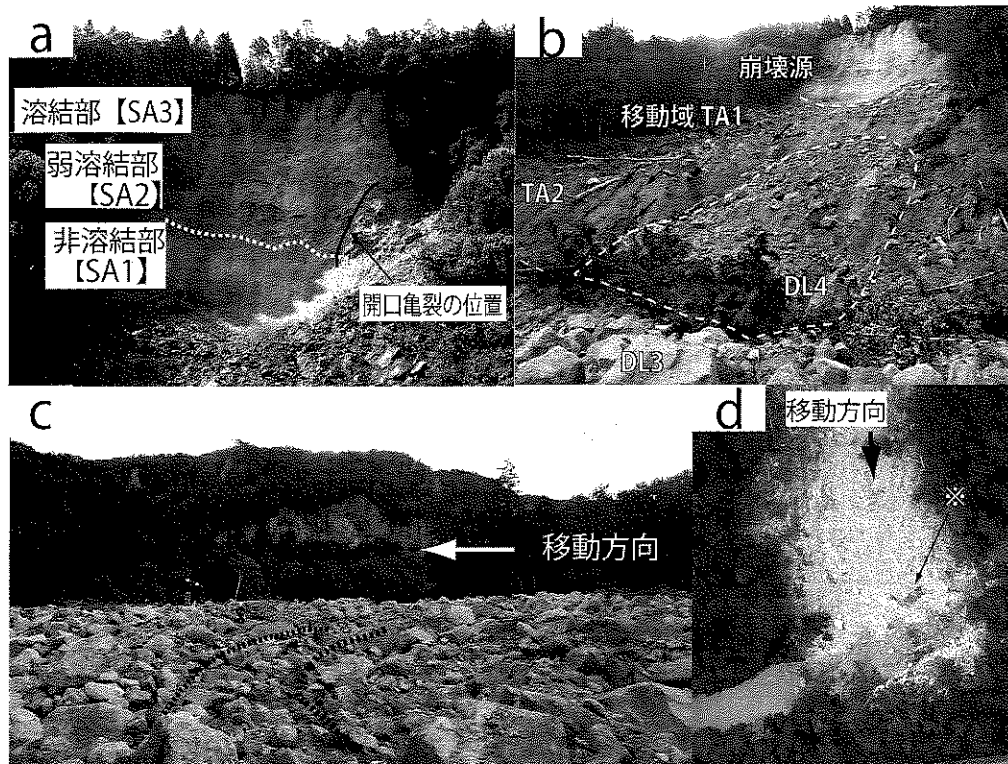 a
溶結部【SA3】
弱溶結部
【SA2】
非溶結部
【SA1】
開口亀裂の位置
b
崩壊源
移動域 TA1
TA2
DL4
DL3
c
移動方向
d
移動方向
※